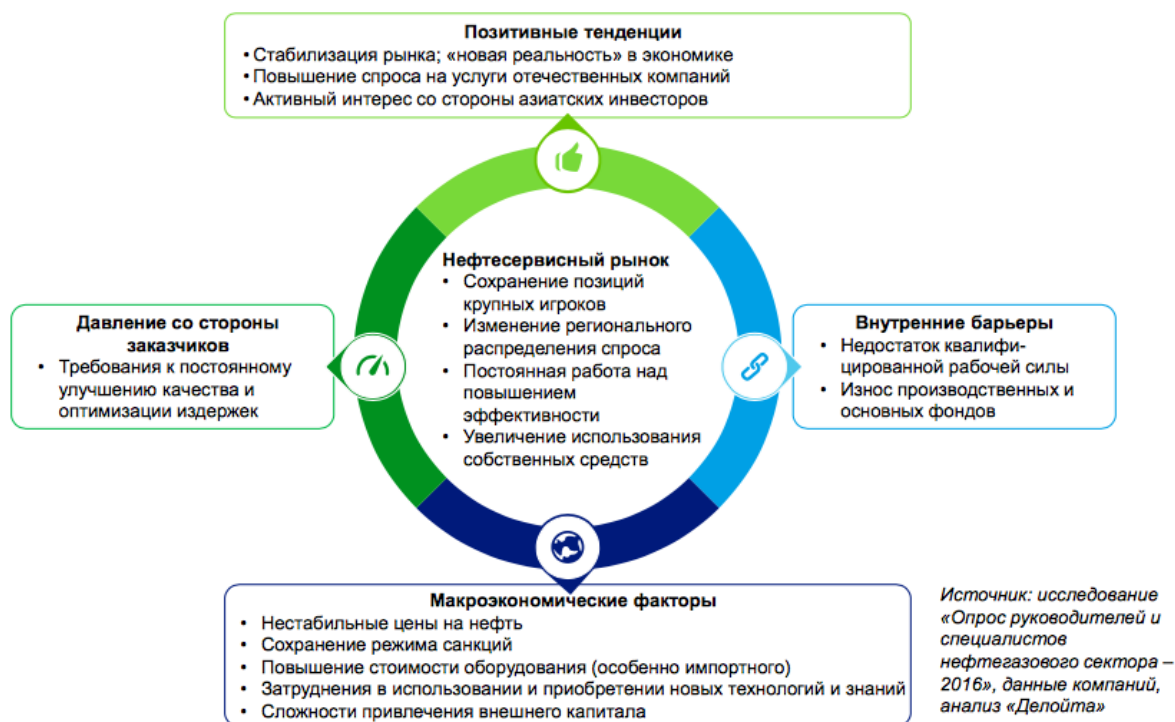 Позитивные тенденции
• Стабилизация рынка; «новая реальность» в экономике
• Повышение спроса на услуги отечественных компаний
• Активный интерес со стороны азиатских инвесторов
Нефтесервисный рынок
• Сохранение позиций
крупных игроков
• Изменение регионального
распределения спроса
• Постоянная работа над
повышением
эффективности
• Увеличение использования
собственных средств
Давление со стороны
заказчиков
• Требования к постоянному
улучшению качества и
оптимизации издержек
Внутренние барьеры
• Недостаток квалифи-
цированной рабочей силы
• Износ производственных и
основных фондов
Макроэкономические факторы
• Нестабильные цены на нефть
• Сохранение режима санкций
• Повышение стоимости оборудования (особенно импортного)
• Затруднения в использовании и приобретении новых технологий и знаний
• Сложности привлечения внешнего капитала
Источник: исследование
«Опрос руководителей и
специалистов
нефтегазового сектора –
2016», данные компаний,
анализ «Делойта»